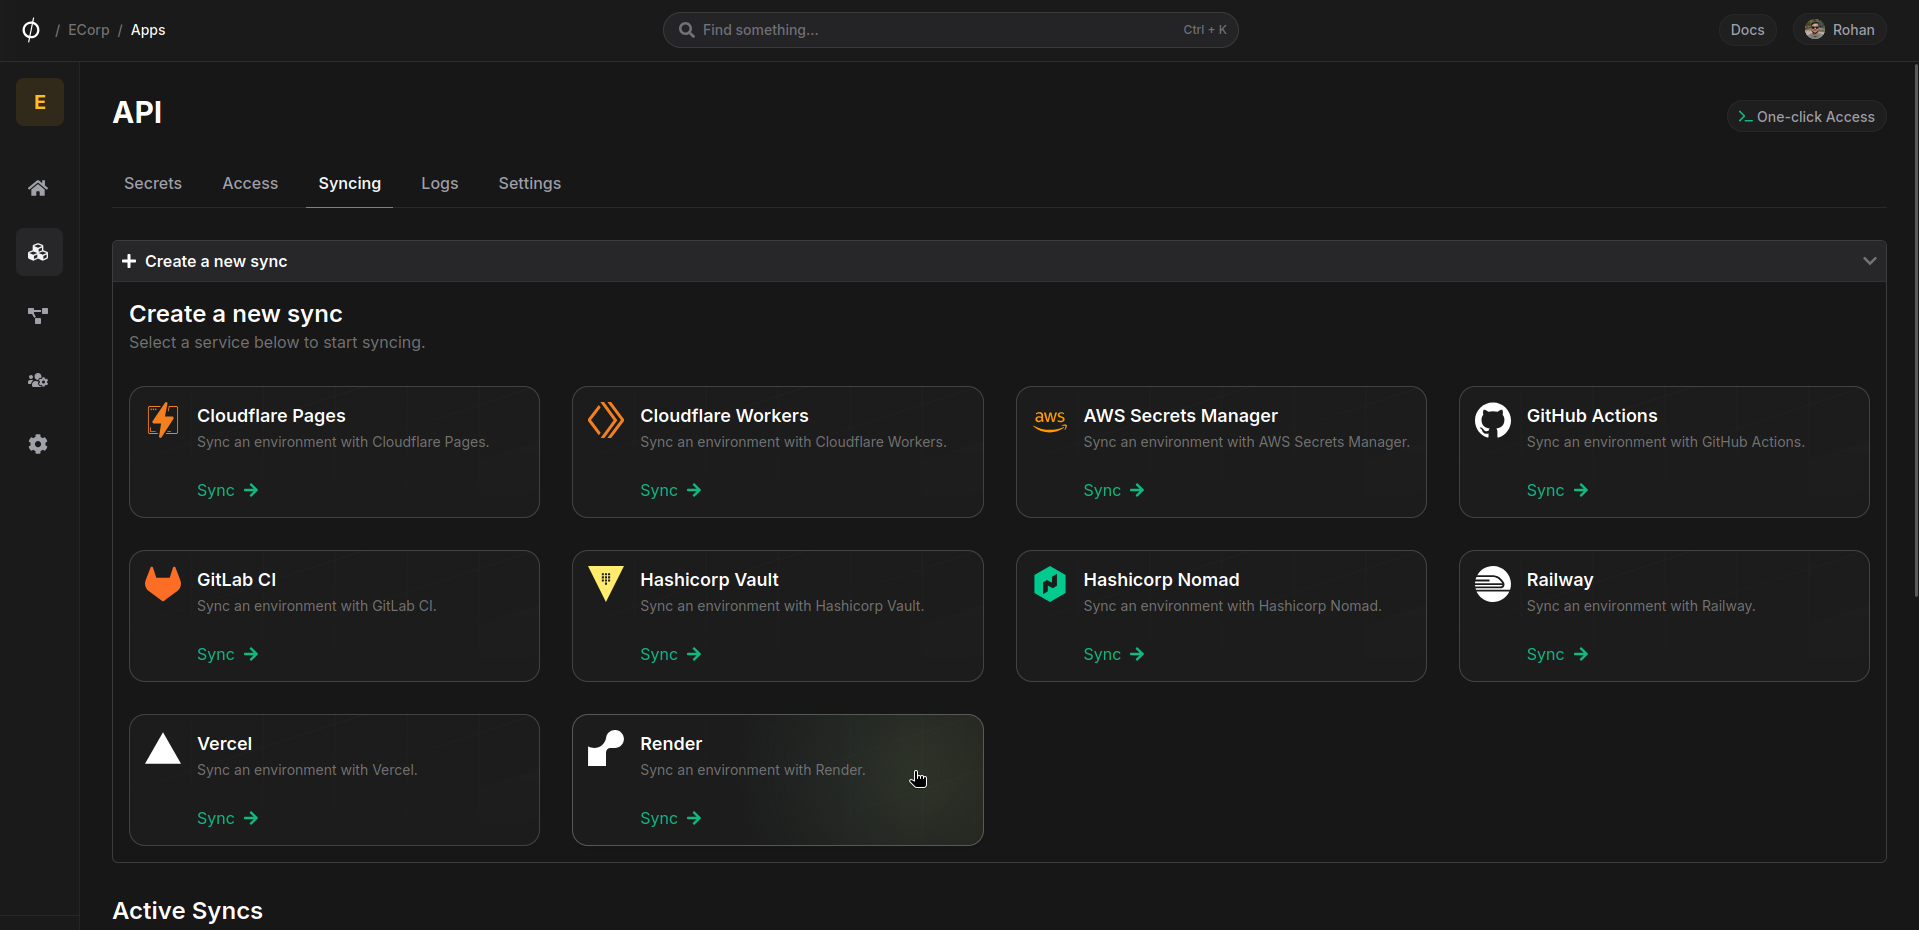 / ECorp / Apps
Find something...
Ctrl + K
Docs
Rohan
E
API
One-click Access
Secrets
Access
Syncing
Logs
Settings
Create a new sync
Create a new sync
Select a service below to start syncing.
Cloudflare Pages
Sync an environment with Cloudflare Pages.
Sync
Cloudflare Workers
Sync an environment with Cloudflare Workers.
Sync
aws
AWS Secrets Manager
Sync an environment with AWS Secrets Manager.
Sync
GitHub Actions
Sync an environment with GitHub Actions.
Sync
GitLab CI
Sync an environment with GitLab CI.
Sync
Hashicorp Vault
Sync an environment with Hashicorp Vault.
Sync
Hashicorp Nomad
Sync an environment with Hashicorp Nomad.
Sync
Railway
Sync an environment with Railway.
Sync
Vercel
Sync an environment with Vercel.
Sync
Render
Sync an environment with Render.
Sync
Active Syncs